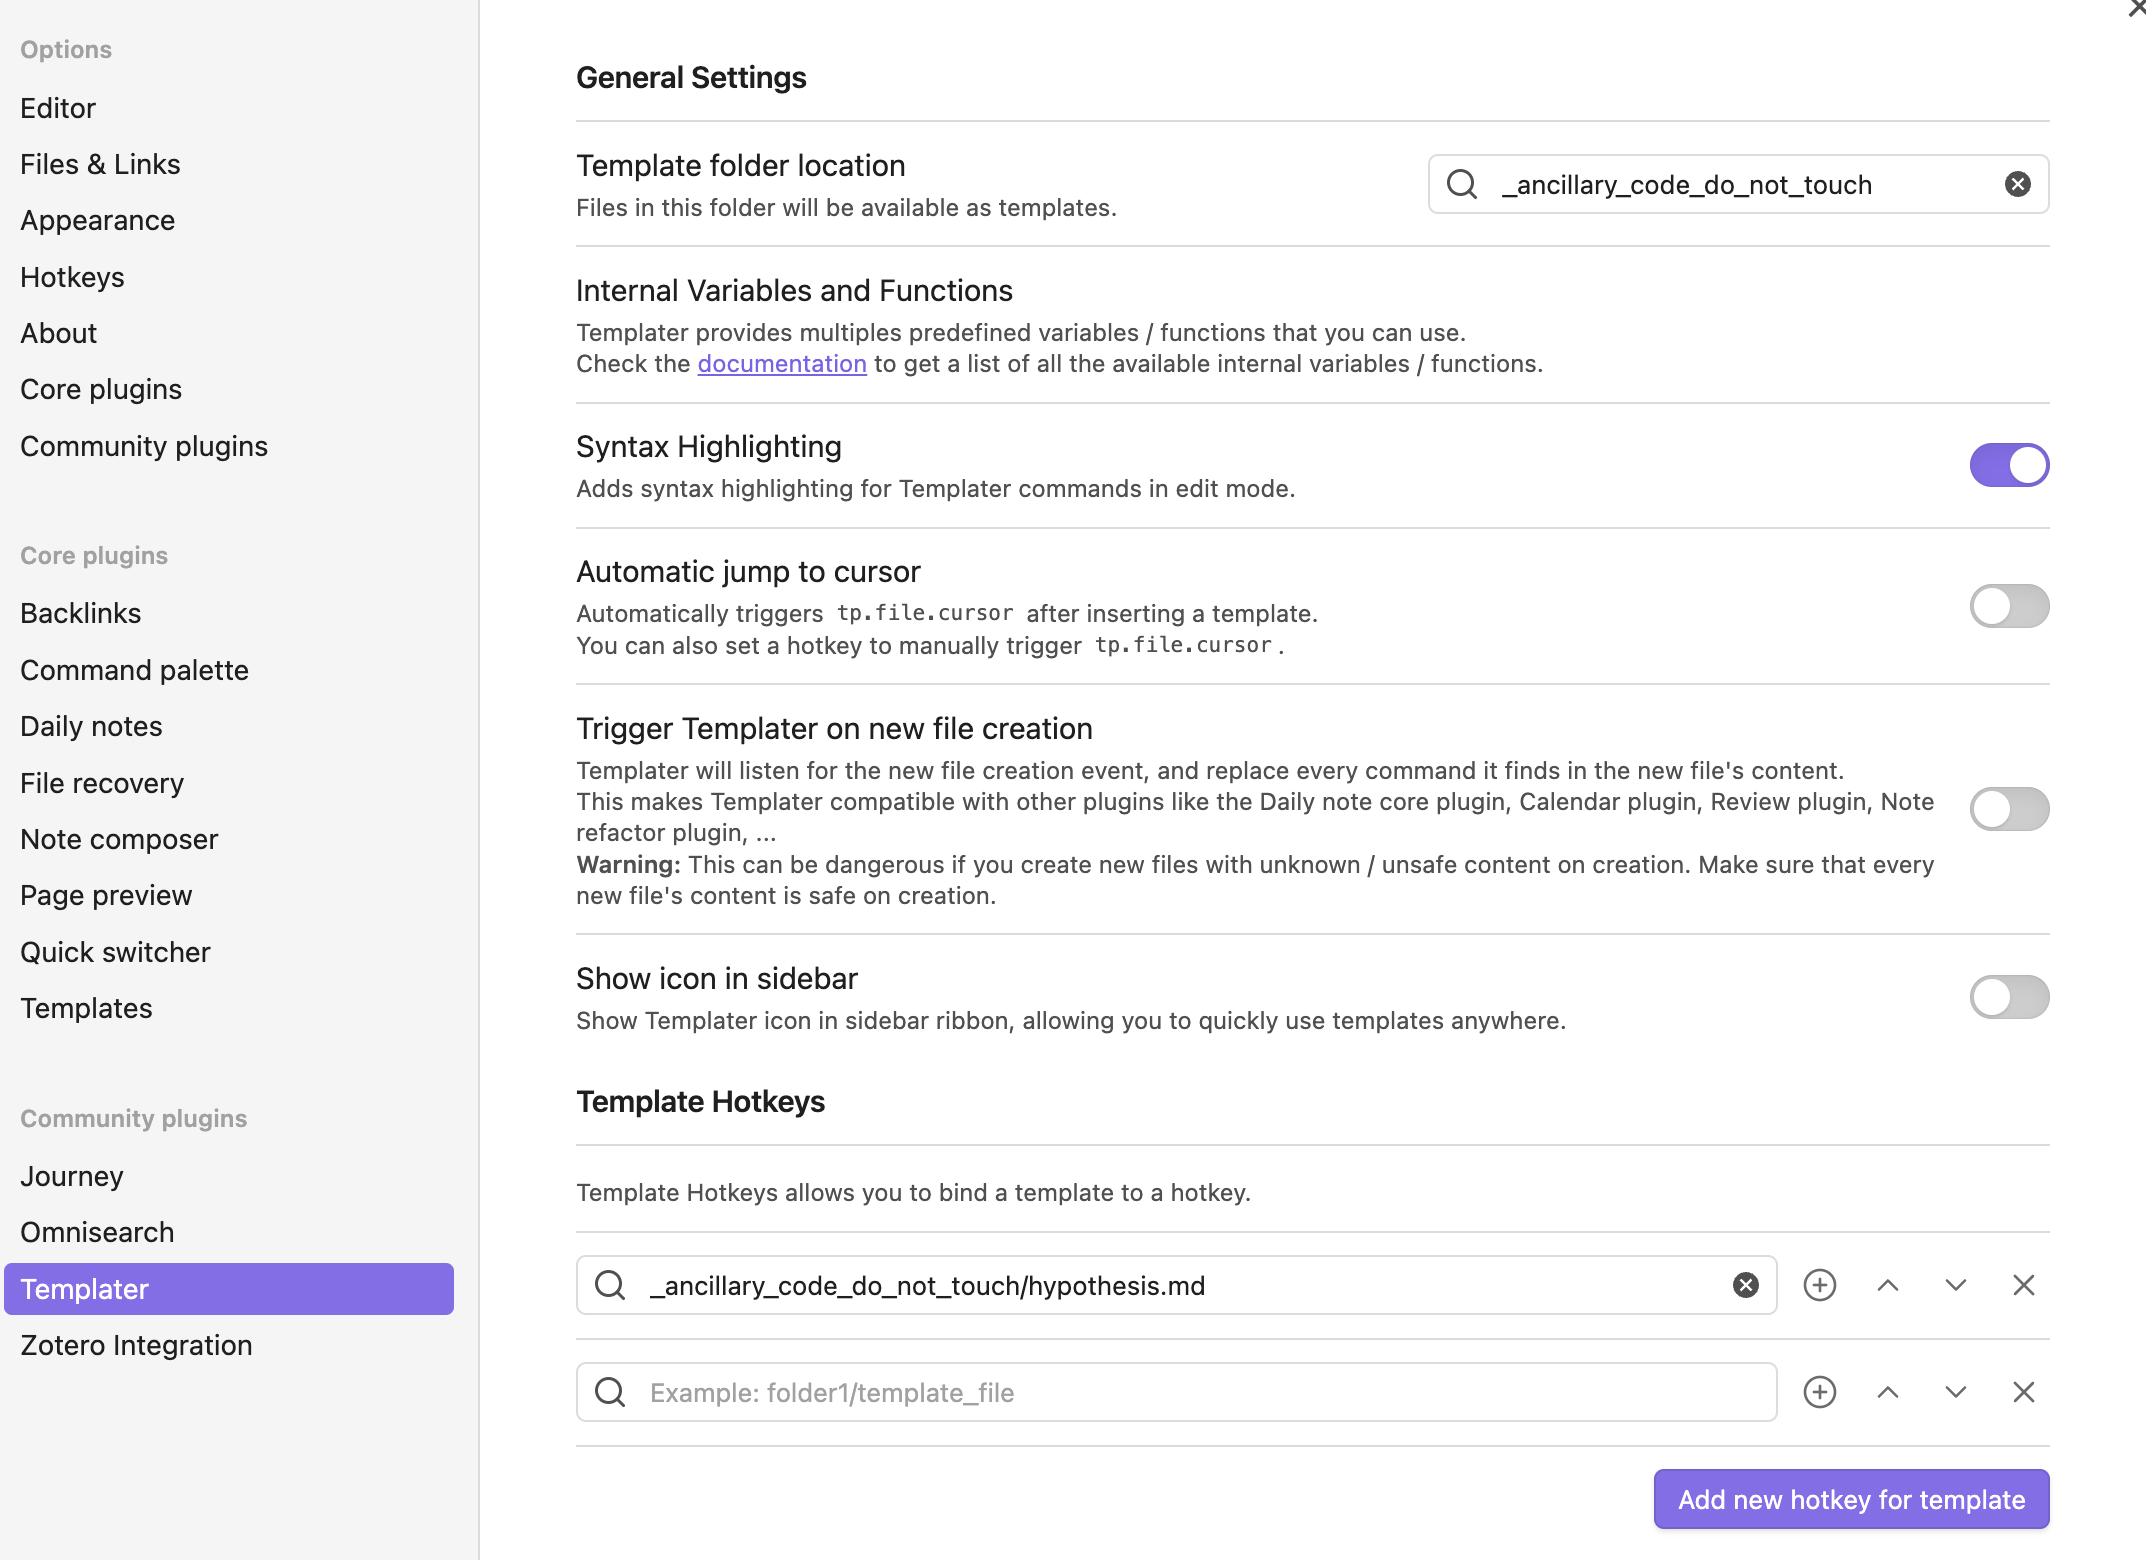 Options
Editor
Files & Links
Appearance
Hotkeys
About
Core plugins
Community plugins
Core plugins
Backlinks
Command palette
Daily notes
File recovery
Note composer
Page preview
Quick switcher
Templates
Community plugins
Journey
Omnisearch
Templater
Zotero Integration
General Settings
Template folder location
Files in this folder will be available as templates.
_ancillary_code_do_not_touch
Internal Variables and Functions
Templater provides multiples predefined variables / functions that you can use.
Check the documentation to get a list of all the available internal variables / functions.
Syntax Highlighting
Adds syntax highlighting for Templater commands in edit mode.
Automatic jump to cursor
Automatically triggers tp.file.cursor after inserting a template.
You can also set a hotkey to manually trigger tp.file.cursor.
Trigger Templater on new file creation
Templater will listen for the new file creation event, and replace every command it finds in the new file's content.
This makes Templater compatible with other plugins like the Daily note core plugin, Calendar plugin, Review plugin, Note
refactor plugin, ...
Warning: This can be dangerous if you create new files with unknown / unsafe content on creation. Make sure that every
new file's content is safe on creation.
Show icon in sidebar
Show Templater icon in sidebar ribbon, allowing you to quickly use templates anywhere.
Template Hotkeys
Template Hotkeys allows you to bind a template to a hotkey.
_ancillary_code_do_not_touch/hypothesis.md
Example: folder1/template_file
Add new hotkey for template